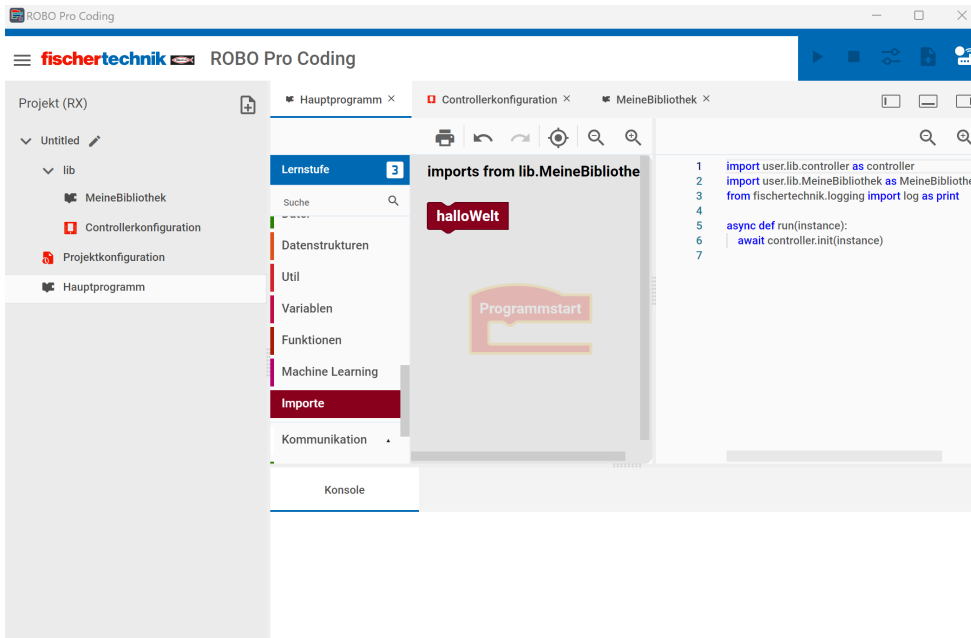 ROBO Pro Coding
fischertechnik ROBO Pro Coding
Projekt (RX)
Untitled
lib
MeineBibliothek
Controllerkonfiguration
Projektkonfiguration
Hauptprogramm
Hauptprogramm
Controllerkonfiguration
MeineBibliothek
Lernstufe 3
Suche
Datenstrukturen
Util
Variablen
Funktionen
Machine Learning
Importe
Kommunikation
imports from lib.MeineBibliothe
halloWelt
Programmstart
1 import user.lib.controller as controller
2 import user.lib.MeineBibliothek as MeineBibliothe
3 from fischertechnik.logging import log as print
4
5 async def run(instance):
6 await controller.init(instance)
7
Konsole